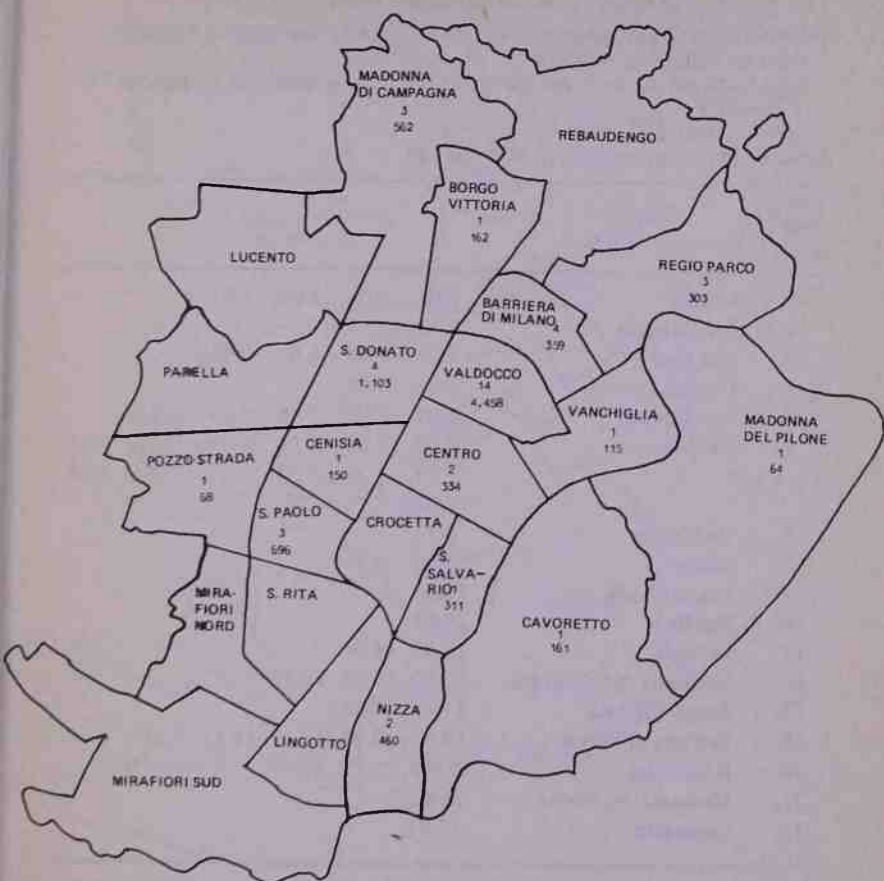 MADONNA
DI CAMPAGNA
3
562
REBAUDENGO
BORGO
VITTORIA
1
162
LUCENTO
REGIO PARCO
3
303
BARRIERA
DI MILANO
4
359
PARELLA
S. DONATO
4
1,103
VALDOCCO
14
4,458
VANCHIGLIA
1
115
MADONNA
DEL PILONE
1
64
POZZO STRADA
1
68
CENISIA
1
150
CENTRO
2
334
S. PAOLO
3
696
CROCETTA
S.
SALVA-
RIO 1
311
MIRA-
FIORI
NORD
S. RITA
CAVORETTO
1
161
NIZZA
2
460
LINGOTTO
MIRAFIORI SUD